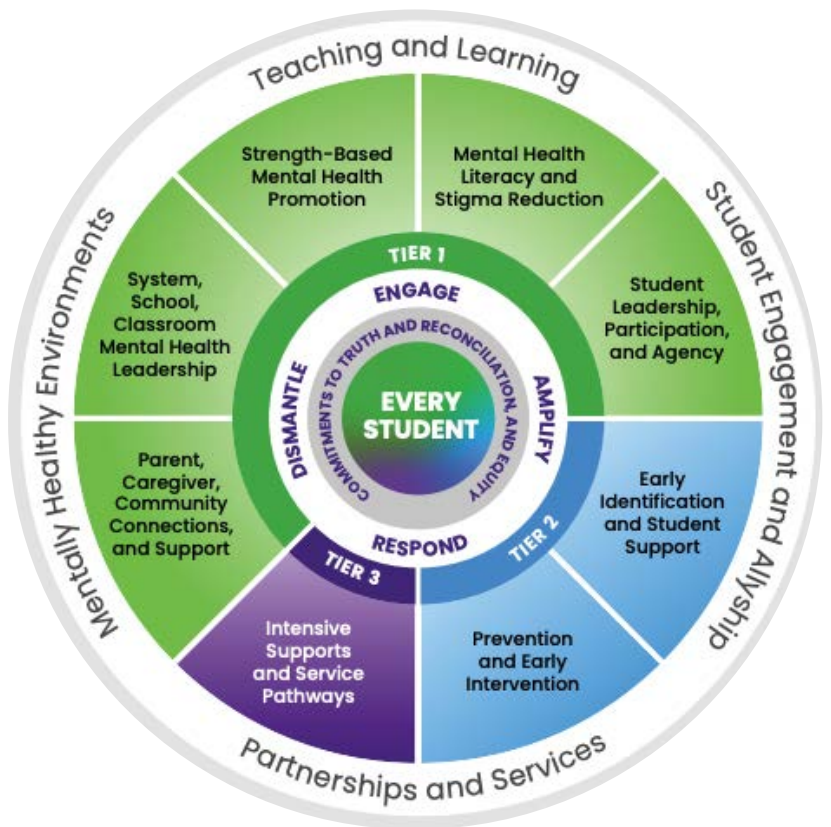 Teaching and Learning
Student Engagement and Allyship
Partnerships and Services
Mentally Healthy Environments
Strength-Based
Mental Health
Promotion
Mental Health
Literacy and
Stigma Reduction
Student
Leadership,
Participation,
and Agency
Early
Identification
and Student
Support
Prevention
and Early
Intervention
Intensive
Supports
and Service
Pathways
Parent,
Caregiver,
Community
Connections,
and Support
System,
School,
Classroom
Mental Health
Leadership
TIER 1
TIER 2
TIER 3
ENGAGE
AMPLIFY
RESPOND
DISMANTLE
COMMITMENTS TO TRUTH AND RECONCILIATION, AND EQUITY
EVERY
STUDENT